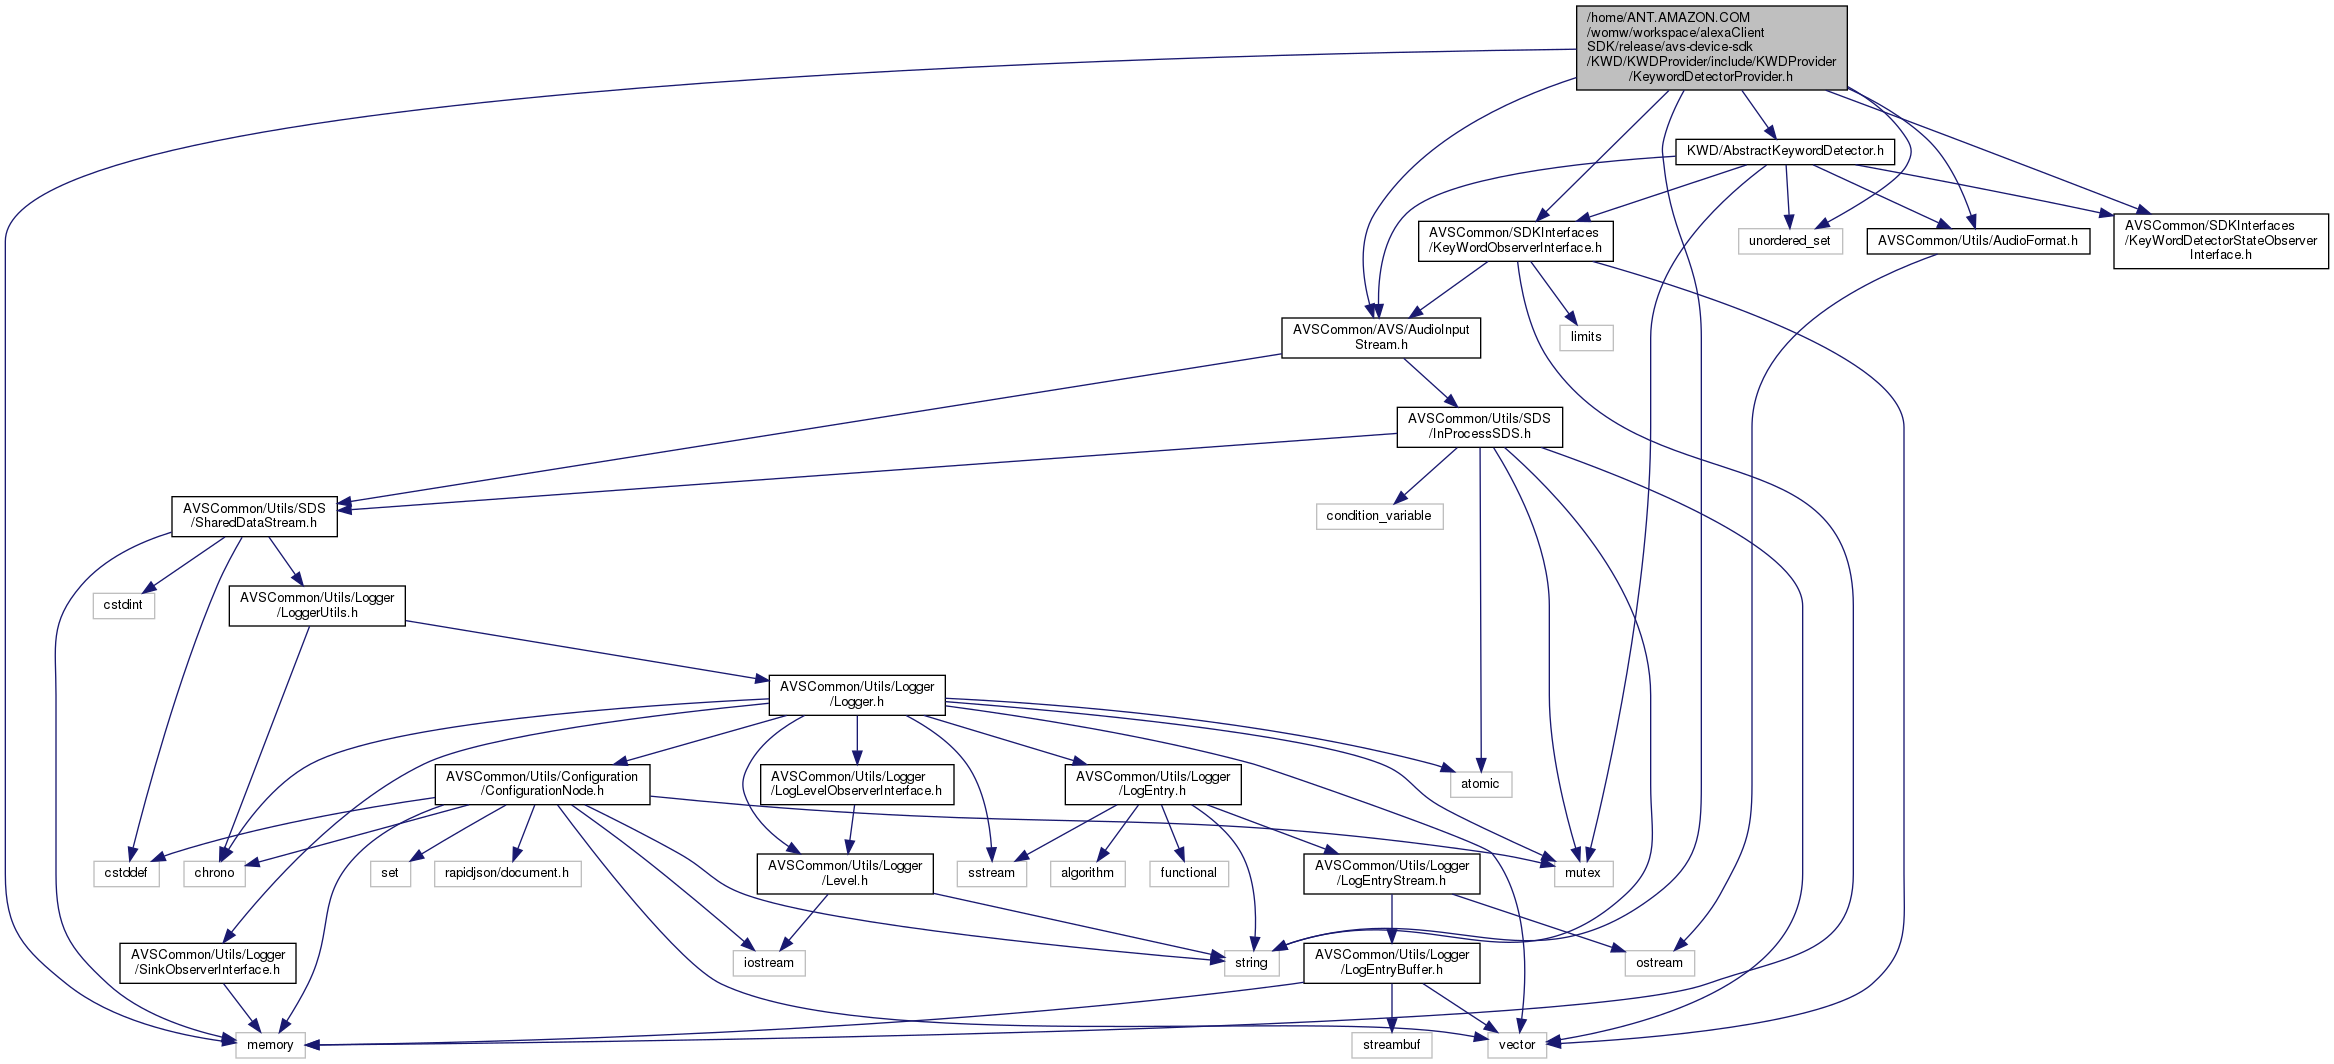 /home/ANT.AMAZON.COM
/womw/workspace/alexaClient
SDK/release/avs-device-sdk
/KWD/KWDProvider/include/KWDProvider
/KeywordDetectorProvider.h
KWD/AbstractKeywordDetector.h
AVSCommon/SDKInterfaces
/KeyWordObserverInterface.h
unordered_set
AVSCommon/Utils/AudioFormat.h
AVSCommon/SDKInterfaces
/KeyWordDetectorStateObserver
Interface.h
AVSCommon/AVS/AudioInput
Stream.h
limits
AVSCommon/Utils/SDS
/InProcessSDS.h
AVSCommon/Utils/SDS
/SharedDataStream.h
condition_variable
cstdint
AVSCommon/Utils/Logger
/LoggerUtils.h
AVSCommon/Utils/Logger
/Logger.h
AVSCommon/Utils/Configuration
/ConfigurationNode.h
AVSCommon/Utils/Logger
/LogLevelObserverInterface.h
AVSCommon/Utils/Logger
/LogEntry.h
atomic
cstddef
chrono
set
rapidjson/document.h
AVSCommon/Utils/Logger
/Level.h
sstream
algorithm
functional
AVSCommon/Utils/Logger
/LogEntryStream.h
mutex
AVSCommon/Utils/Logger
/SinkObserverInterface.h
iostream
string
AVSCommon/Utils/Logger
/LogEntryBuffer.h
ostream
memory
streambuf
vector